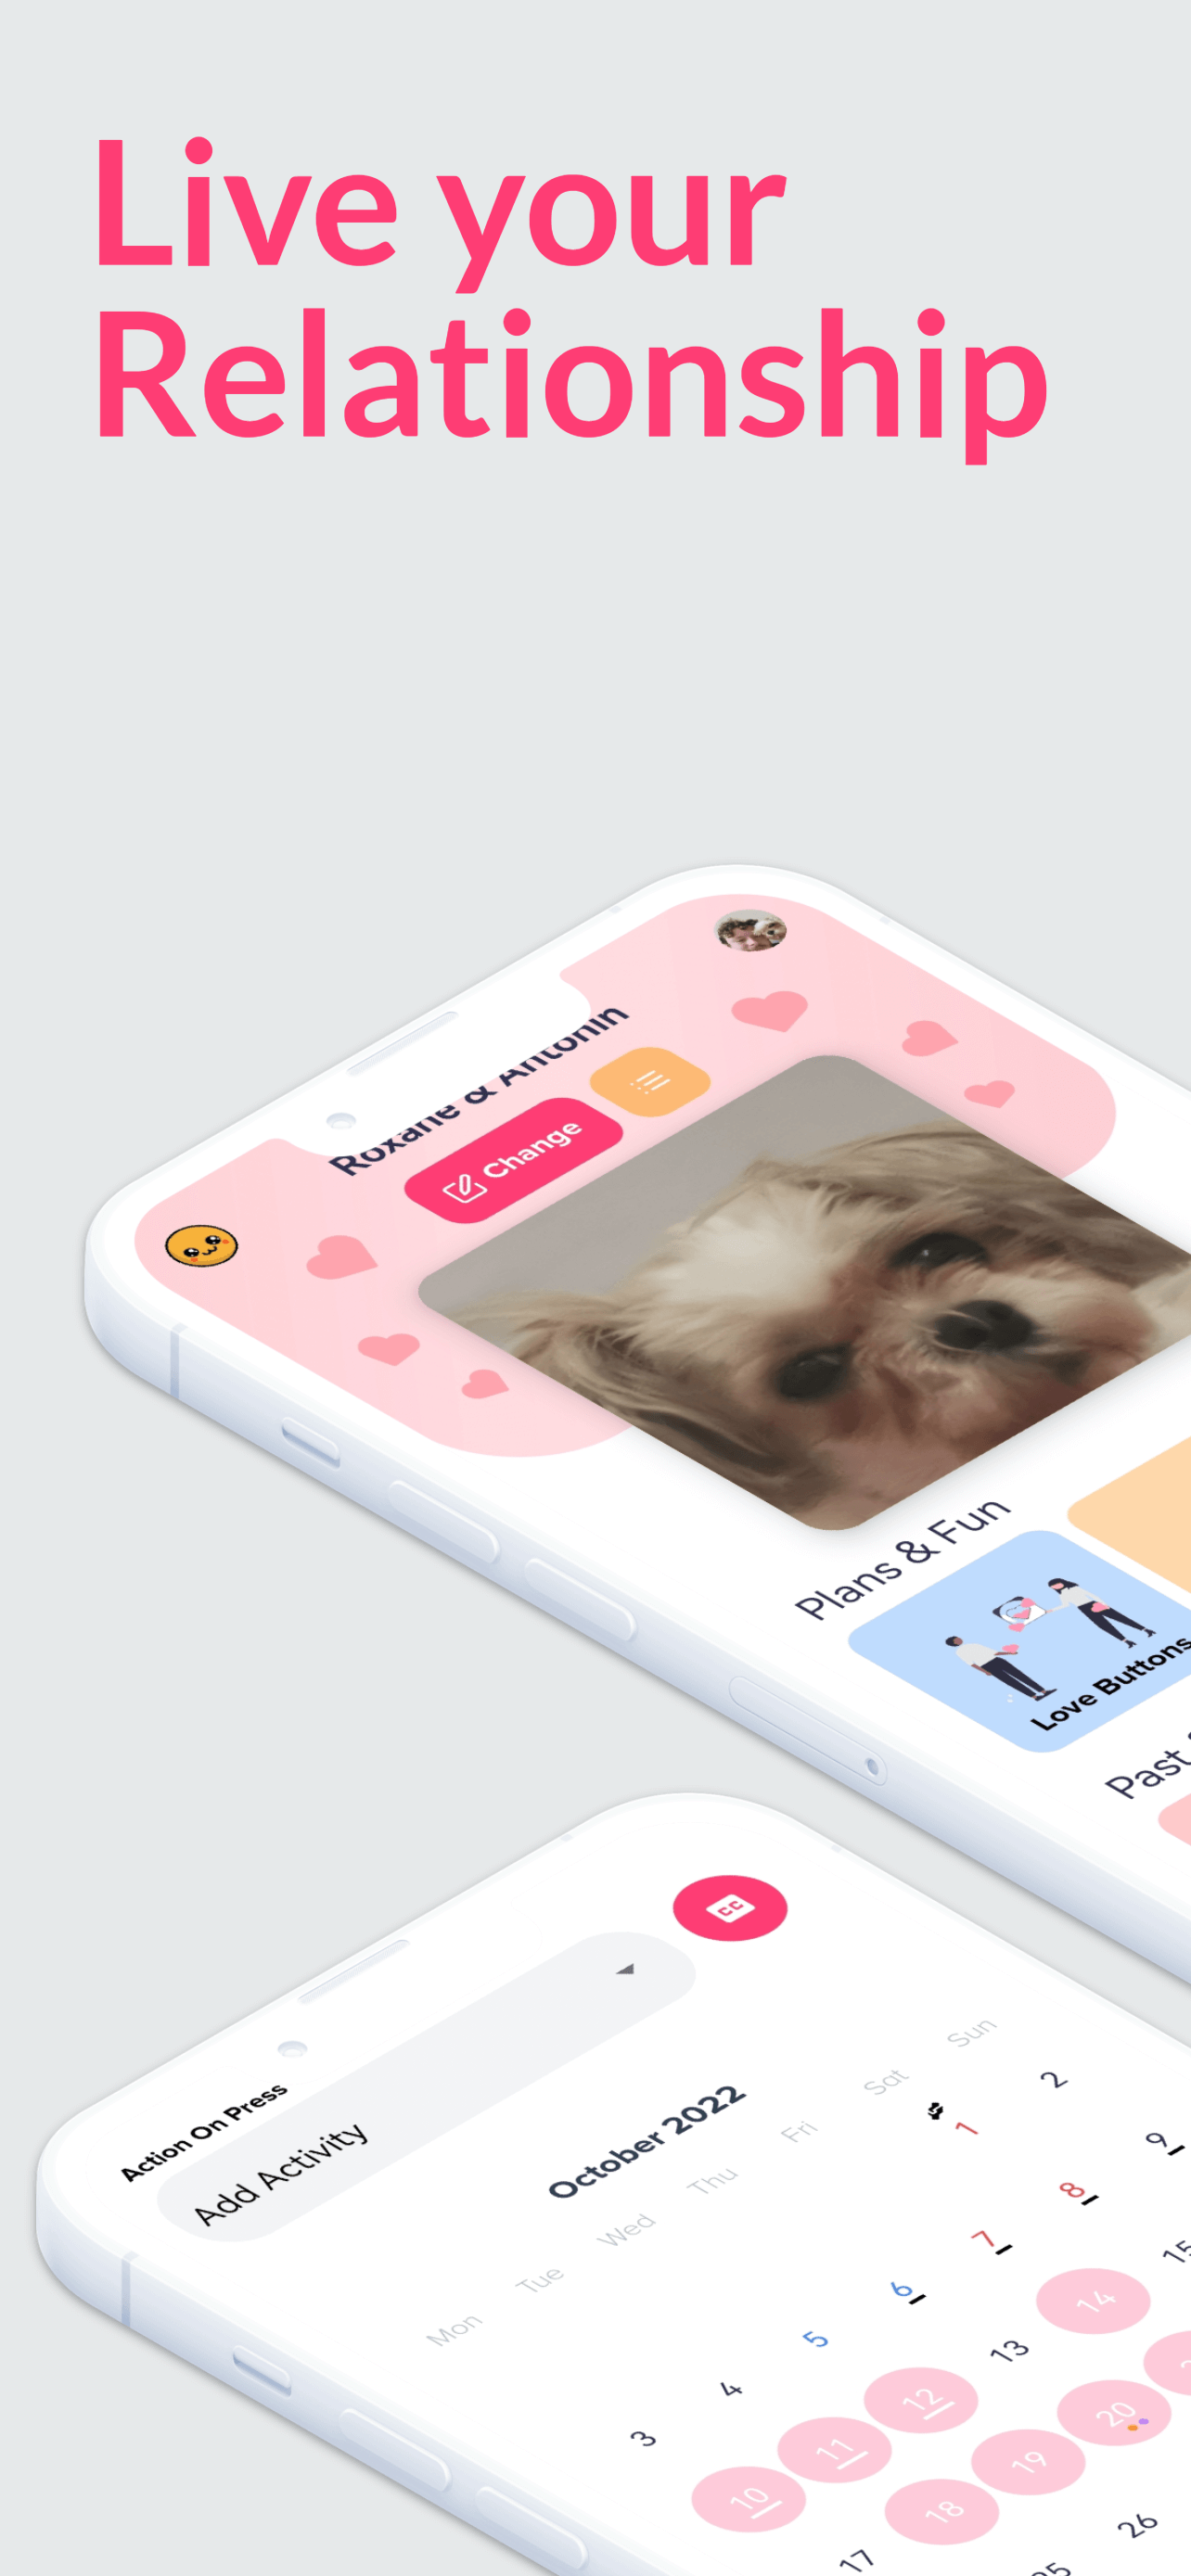 Live your
Relationship
Roxane & Antonin
Change
Plans & Fun
Love Buttons
Past
Action On Press
Add Activity
CC
October 2022
Mon Tue Wed Thu Fri Sat Sun
1 2
3 4 5 6 7 8 9
10 11 12 13 14 15
17 18 19 20
26